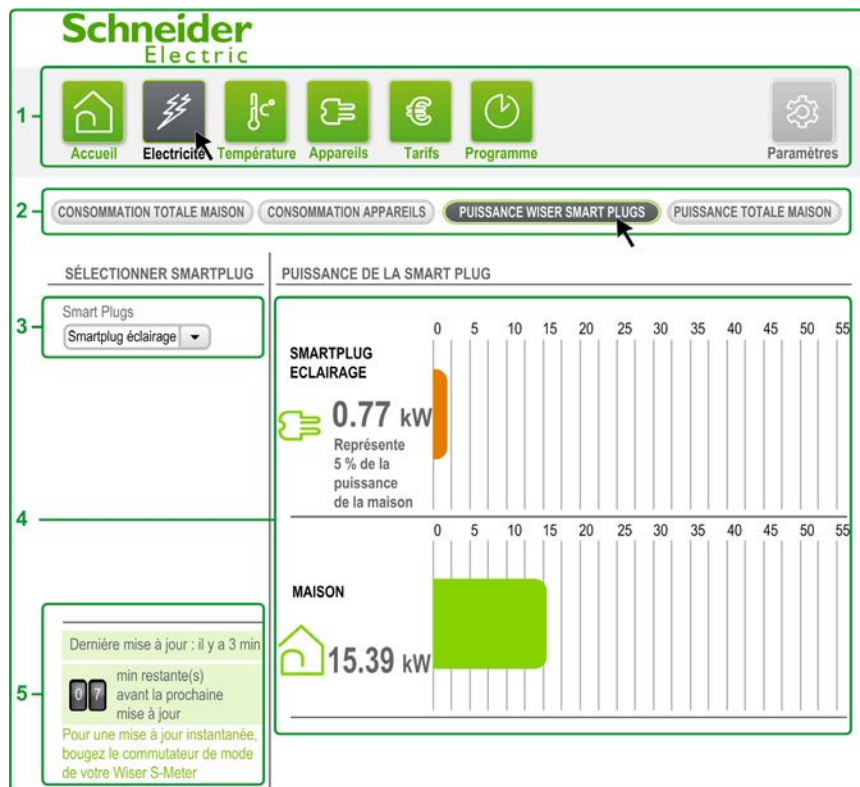 Schneider
Electric
1
Accueil
Electricité
Température
Appareils
Tarifs
Programme
Paramètres
2
CONSOMMATION TOTALE MAISON
CONSOMMATION APPAREILS
PUISSANCE WISER SMART PLUGS
PUISSANCE TOTALE MAISON
SÉLECTIONNER SMARTPLUG
PUISSANCE DE LA SMART PLUG
3
Smart Plugs
Smartplug éclairage
0 5 10 15 20 25 30 35 40 45 50 55
SMARTPLUG
ECLAIRAGE
0.77 kW
Représente
5 % de la
puissance
de la maison
4
0 5 10 15 20 25 30 35 40 45 50 55
MAISON
15.39 kW
5
Dernière mise à jour : il y a 3 min
07
min restante(s)
avant la prochaine
mise à jour
Pour une mise à jour instantanée,
bougez le commutateur de mode
de votre Wiser S-Meter